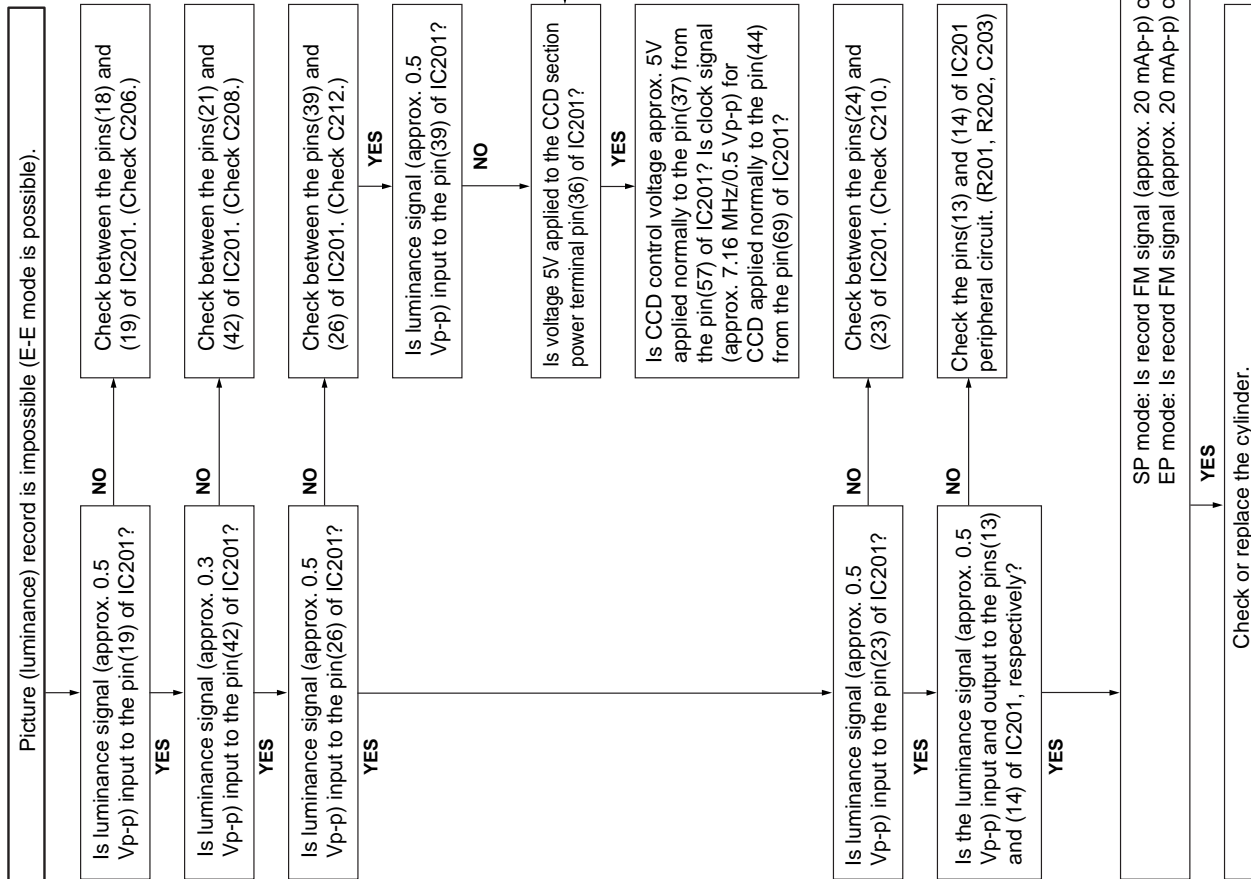 Picture (luminance) record is impossible (E-E mode is possible).
Is luminance signal (approx. 0.5
Vp-p) input to the pin(19) of IC201?
NO
Check between the pins(18) and
(19) of IC201. (Check C206.)
YES
Is luminance signal (approx. 0.3
Vp-p) input to the pin(42) of IC201?
NO
Check between the pins(21) and
(42) of IC201. (Check C208.)
YES
Is luminance signal (approx. 0.5
Vp-p) input to the pin(26) of IC201?
NO
Check between the pins(39) and
(26) of IC201. (Check C212.)
YES
YES
Is luminance signal (approx. 0.5
Vp-p) input to the pin(39) of IC201?
NO
Is voltage 5V applied to the CCD section
power terminal pin(36) of IC201?
YES
Is CCD control voltage approx. 5V
applied normally to the pin(37) from
the pin(57) of IC201? Is clock signal
(approx. 7.16 MHz/0.5 Vp-p) for
CCD applied normally to the pin(44)
from the pin(69) of IC201?
Is luminance signal (approx. 0.5
Vp-p) input to the pin(23) of IC201?
NO
Check between the pins(24) and
(23) of IC201. (Check C210.)
YES
Is the luminance signal (approx. 0.5
Vp-p) input and output to the pins(13)
and (14) of IC201, respectively?
NO
Check the pins(13) and (14) of IC201
peripheral circuit. (R201, R202, C203)
YES
SP mode: Is record FM signal (approx. 20 mAp-p)
EP mode: Is record FM signal (approx. 20 mAp-p)
YES
Check or replace the cylinder.